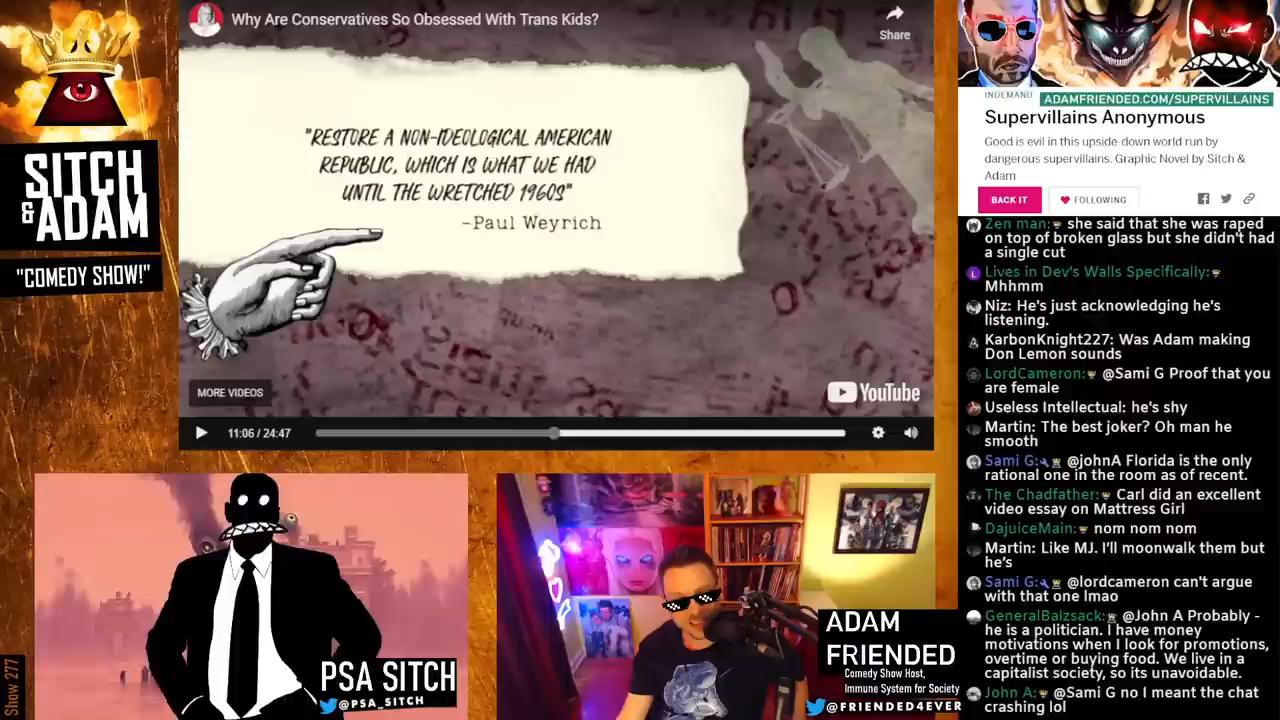 Why Are Conservatives So Obsessed With Trans Kids?
Share
"RESTORE A NON-IDEOLOGICAL AMERICAN
REPUBLIC, WHICH IS WHAT WE HAD
UNTIL THE WRETCHED 1960S"
–Paul Weyrich
MORE VIDEOS
YouTube
11:06 / 24:47
SITCH
& ADAM
"COMEDY SHOW!"
Show 277
PSA SITCH
@PSA_SITCH
ADAM
FRIENDED
Comedy Show Host,
Immune System for Society
@FRIENDED4EVER
INDEMAND
ADAMFRIENDED.COM/SUPERVILLAINS
Supervillains Anonymous
Good is evil in this upside-down world run by
dangerous supervillains. Graphic Novel by Sitch &
Adam
BACK IT
FOLLOWING
Zen man: she said that she was raped
on top of broken glass but she didn't had
a single cut
L
Lives in Dev's Walls Specifically:
Mhhmm
Niz: He's just acknowledging he's
listening.
KarbonKnight227: Was Adam making
Don Lemon sounds
LordCameron: @Sami G Proof that you
are female
Useless Intellectual: he's shy
Martin: The best joker? Oh man he
smooth
Sami G: @johnA Florida is the only
rational one in the room as of recent.
The Chadfather: Carl did an excellent
video essay on Mattress Girl
DajuiceMain: nom nom nom
Martin: Like MJ. I'll moonwalk them but
he's
Sami G: @lordcameron can't argue
with that one lmao
GeneralBalzsack: @John A Probably -
he is a politician. I have money
motivations when I look for promotions,
overtime or buying food. We live in a
capitalist society, so its unavoidable.
John A: @Sami G no I meant the chat
crashing lol